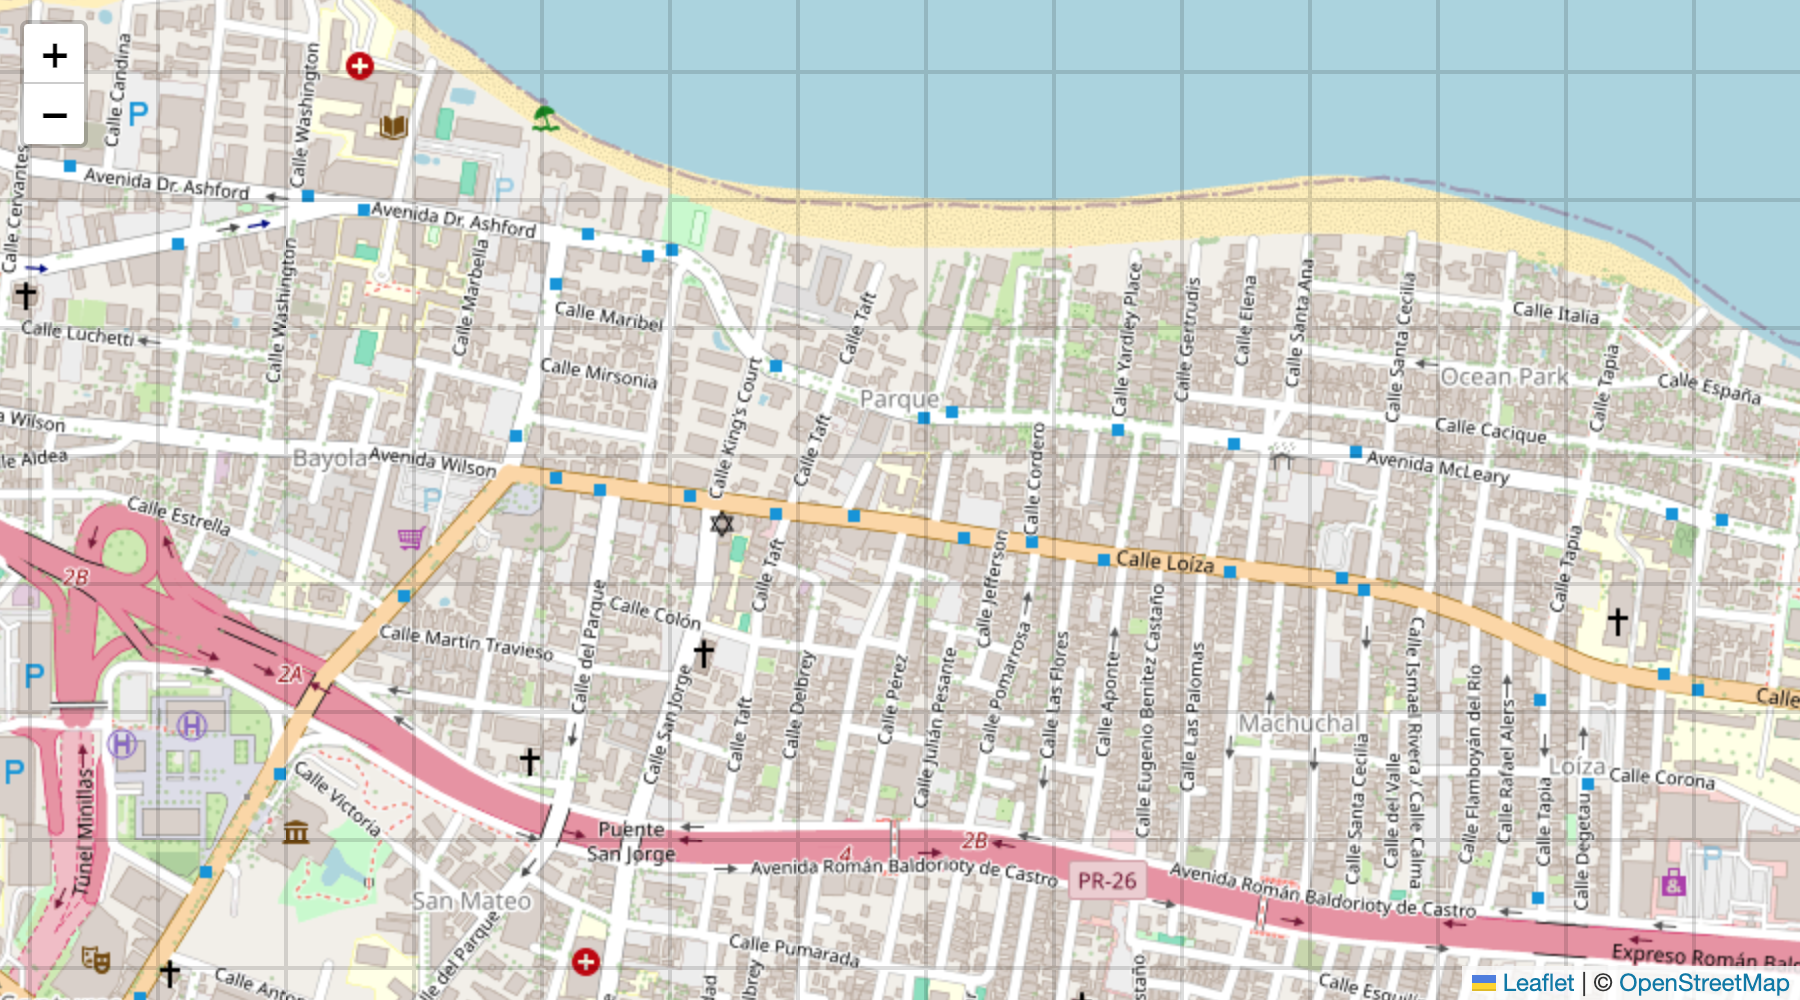 +
−
Calle Candina
Calle Washington
P
Calle Cervantes
Avenida Dr. Ashford
Avenida Dr. Ashford
P
Calle Washington
Calle Marbella
Calle Luchetti
Calle Maribel
Calle Mirsonia
Calle King's Court
Calle Taft
Calle Taft
Parque
Calle Yardley Place
Calle Gertrudis
Calle Elena
Calle Santa Ana
Calle Santa Cecilia
Calle Italia
Ocean Park
Calle Tapia
Calle España
Calle Cacique
Avenida McLeary
a Wilson
lle Aldea
Bayola
Avenida Wilson
P
Calle Estrella
Calle Cordero
Calle Loíza
Calle Tapia
2B
Calle Taft
Calle Jefferson
Calle del Parque
Calle Colón
Calle Martín Travieso
P
2A
Calle San Jorge
Calle Taft
Calle Delbrey
Calle Pérez
Calle Julián Pesante
Calle Pomarrosa
Calle Las Flores
Calle Aponte
Calle Eugenio Benítez Castaño
Calle Las Palomas
Machuchal
Calle Santa Cecilia
Calle del Valle
Calle Ismael Rivera / Calle Calma
Calle Flamboyán del Río
Calle Rafael Alers
Calle Tapia
Loíza
Calle Degetau
Calle Corona
Calle
H
H
P
Túnel Minillas
Calle Victoria
Puente
San Jorge
4
2B
Avenida Román Baldorioty de Castro
PR-26
Avenida Román Baldorioty de Castro
P
San Mateo
lle del Parque
Calle Pumarada
Calle Anto
dad
lbrey
staño
Expreso Román Bal
Calle Esqu
Leaflet | © OpenStreetMap